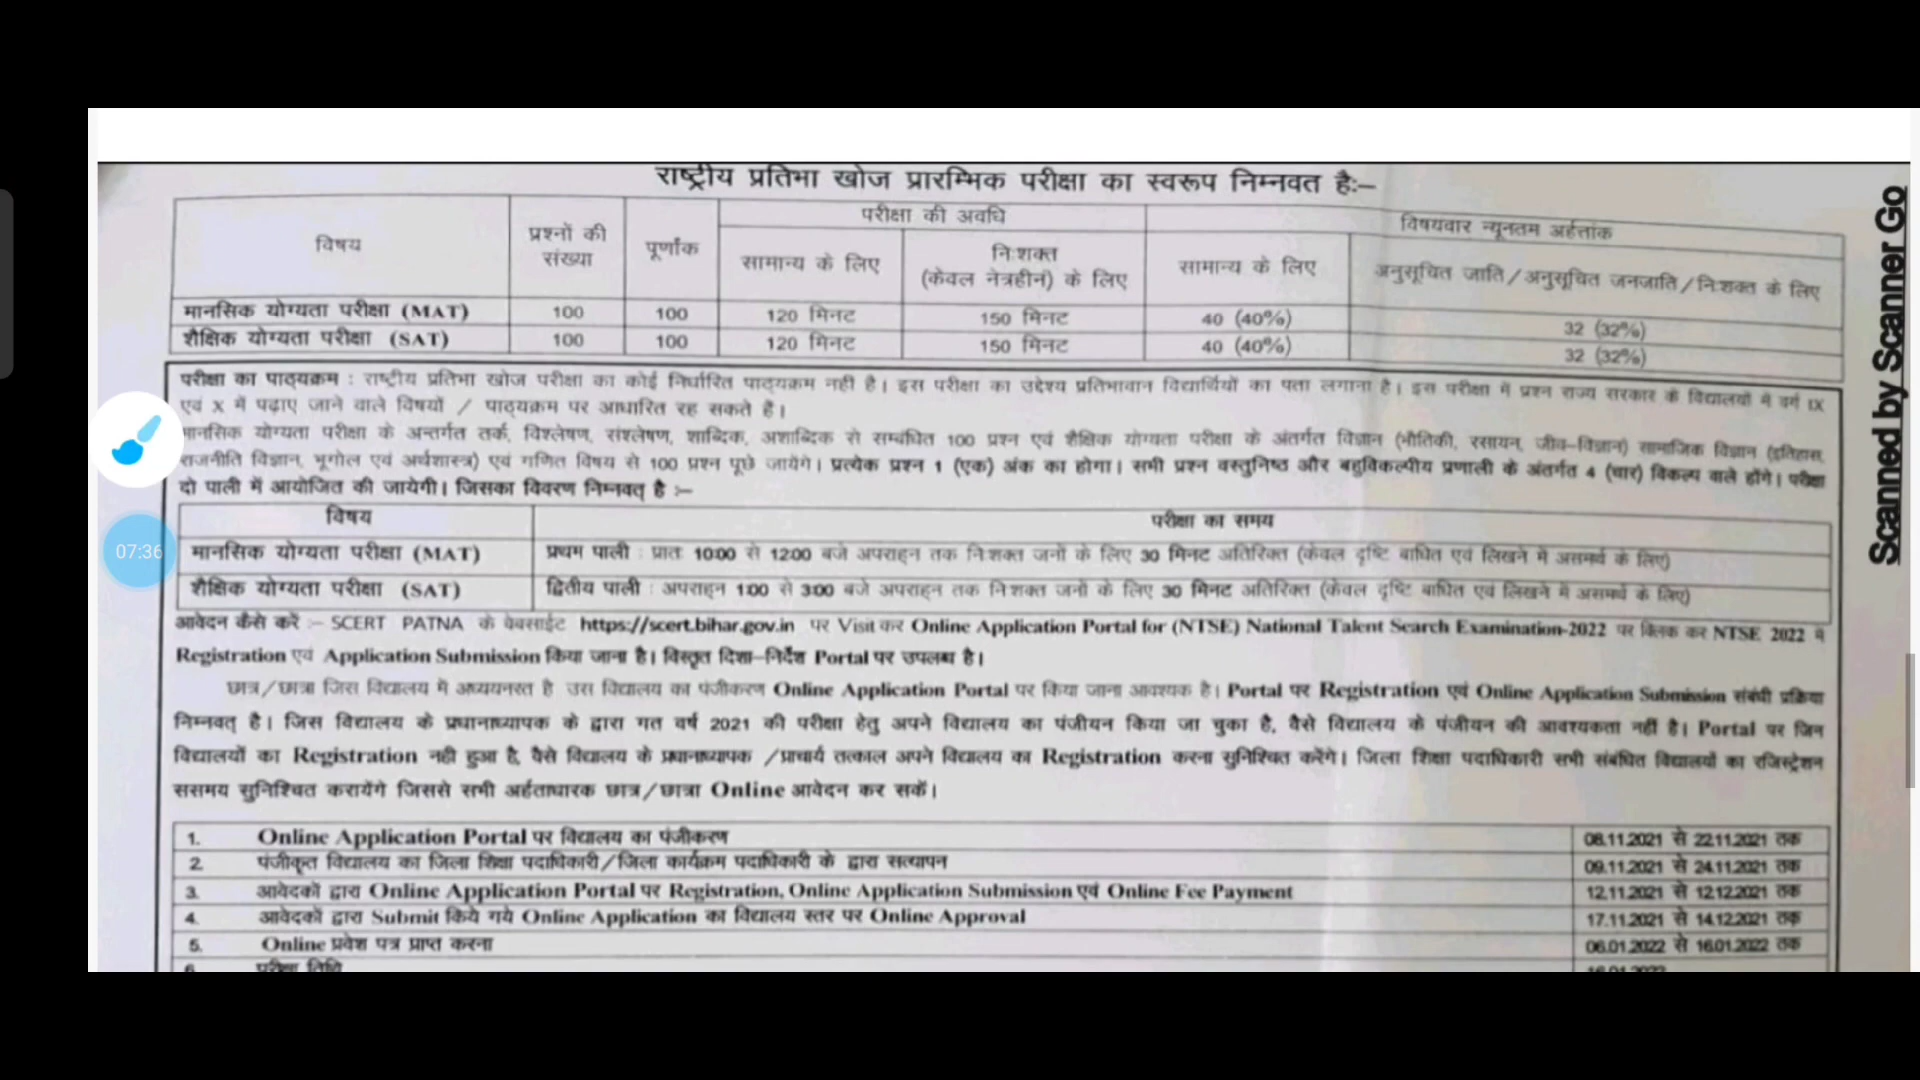 राष्ट्रीय प्रतिभा खोज प्रारम्भिक परीक्षा का स्वरूप निम्नवत है:–
विषय प्रश्नों की संख्या पूर्णांक परीक्षा की अवधि विषयवार न्यूनतम अर्हत्तांक
सामान्य के लिए निःशक्त (केवल नेत्रहीन) के लिए सामान्य के लिए अनुसूचित जाति/अनुसूचित जनजाति/निःशक्त के लिए
मानसिक योग्यता परीक्षा (MAT) 100 100 120 मिनट 150 मिनट 40 (40%) 32 (32%)
शैक्षिक योग्यता परीक्षा (SAT) 100 100 120 मिनट 150 मिनट 40 (40%) 32 (32%)
परीक्षा का पाठ्यक्रम : राष्ट्रीय प्रतिभा खोज परीक्षा का कोई निर्धारित पाठ्यक्रम नही है। इस परीक्षा का उद्देश्य प्रतिभावान विद्यार्थियों का पता लगाना है। इस परीक्षा में प्रश्न राज्य सरकार के विद्यालयों में वर्ग IX
एवं X में पढ़ाए जाने वाले विषयों / पाठ्यक्रम पर आधारित रह सकते है।
मानसिक योग्यता परीक्षा के अन्तर्गत तर्क, विश्लेषण, संश्लेषण, शाब्दिक, अशाब्दिक से सम्बंधित 100 प्रश्न एवं शैक्षिक योग्यता परीक्षा के अंतर्गत विज्ञान (भौतिकी, रसायन, जीव–विज्ञान) सामाजिक विज्ञान (इतिहास,
राजनीति विज्ञान, भूगोल एवं अर्थशास्त्र) एवं गणित विषय से 100 प्रश्न पूछे जायेंगे। प्रत्येक प्रश्न 1 (एक) अंक का होगा। सभी प्रश्न वस्तुनिष्ठ और बहुविकल्पीय प्रणाली के अंतर्गत 4 (चार) विकल्प वाले होंगे। परीक्षा
दो पाली में आयोजित की जायेगी। जिसका विवरण निम्नवत् है :–
विषय परीक्षा का समय
मानसिक योग्यता परीक्षा (MAT) प्रथम पाली : प्रातः 10:00 से 12:00 बजे अपराह्न तक निःशक्त जनों के लिए 30 मिनट अतिरिक्त (केवल दृष्टि बाधित एवं लिखने में असमर्थ के लिए)
शैक्षिक योग्यता परीक्षा (SAT) द्वितीय पाली : अपराह्न 1:00 से 3:00 बजे अपराह्न तक निःशक्त जनों के लिए 30 मिनट अतिरिक्त (केवल दृष्टि बाधित एवं लिखने में असमर्थ के लिए)
आवेदन कैसे करें :– SCERT PATNA के वेबसाईट https://scert.bihar.gov.in पर Visit कर Online Application Portal for (NTSE) National Talent Search Examination-2022 पर क्लिक कर NTSE 2022 में
Registration एवं Application Submission किया जाना है। विस्तृत दिशा–निर्देश Portal पर उपलब्ध है।
छात्र/छात्रा जिस विद्यालय में अध्ययनरत है उस विद्यालय का पंजीकरण Online Application Portal पर किया जाना आवश्यक है। Portal पर Registration एवं Online Application Submission संबंधी प्रक्रिया
निम्नवत् है। जिस विद्यालय के प्रधानाध्यापक के द्वारा गत वर्ष 2021 की परीक्षा हेतु अपने विद्यालय का पंजीयन किया जा चुका है, वैसे विद्यालय के पंजीयन की आवश्यकता नहीं है। Portal पर जिन
विद्यालयों का Registration नही हुआ है, वैसे विद्यालय के प्रधानाध्यापक /प्राचार्य तत्काल अपने विद्यालय का Registration करना सुनिश्चित करेंगे। जिला शिक्षा पदाधिकारी सभी संबंधित विद्यालयों का रजिस्ट्रेशन
ससमय सुनिश्चित करायेंगे जिससे सभी अर्हताधारक छात्र/छात्रा Online आवेदन कर सकें।
1. Online Application Portal पर विद्यालय का पंजीकरण 08.11.2021 से 22.11.2021 तक
2. पंजीकृत विद्यालय का जिला शिक्षा पदाधिकारी/जिला कार्यक्रम पदाधिकारी के द्वारा सत्यापन 09.11.2021 से 24.11.2021 तक
3. आवेदकों द्वारा Online Application Portal पर Registration, Online Application Submission एवं Online Fee Payment 12.11.2021 से 12.12.2021 तक
4. आवेदकों द्वारा Submit किये गये Online Application का विद्यालय स्तर पर Online Approval 17.11.2021 से 14.12.2021 तक
5. Online प्रवेश पत्र प्राप्त करना 06.01.2022 से 16.01.2022 तक
6. परीक्षा तिथि 16.01.2022
07:36
Scanned by Scanner Go